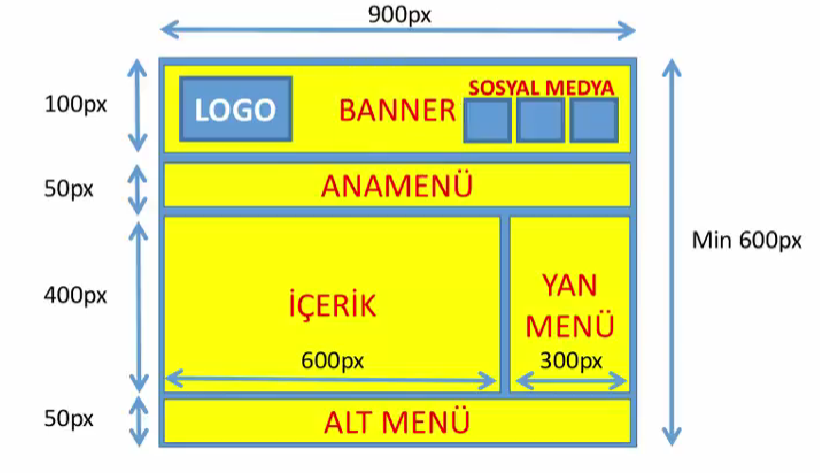 900px
100px
LOGO
BANNER
SOSYAL MEDYA
50px
ANAMENÜ
400px
İÇERİK
600px
YAN
MENÜ
300px
Min 600px
50px
ALT MENÜ